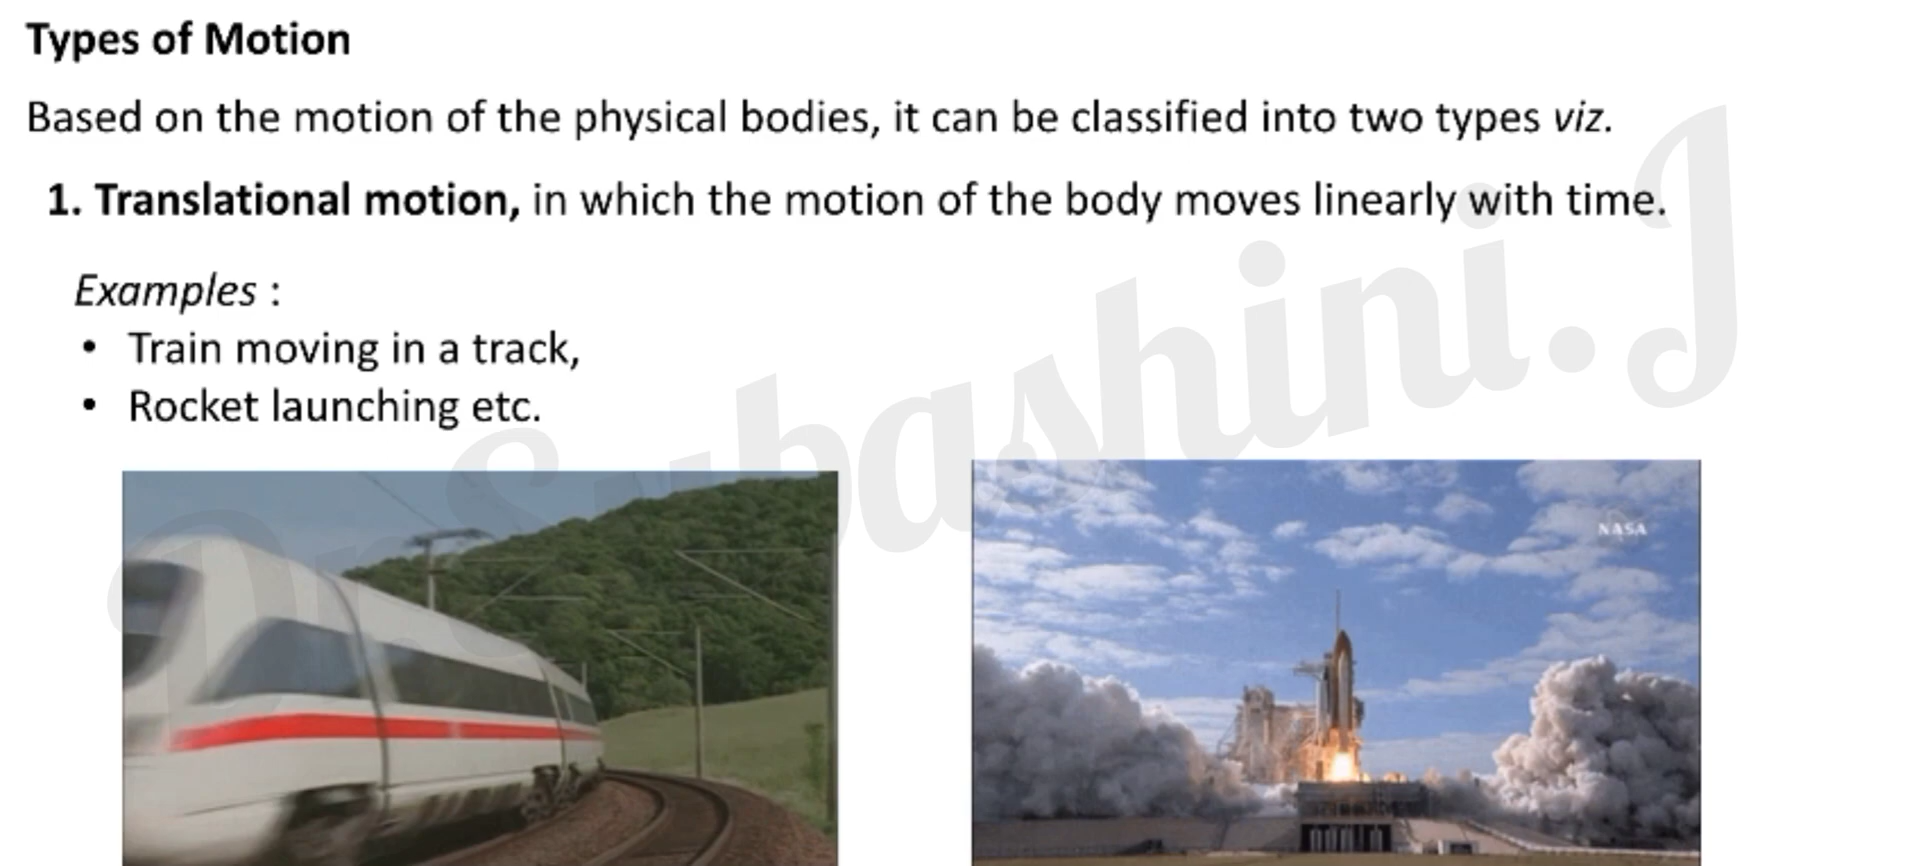 Types of Motion
Based on the motion of the physical bodies, it can be classified into two types viz.
1. Translational motion, in which the motion of the body moves linearly with time.
Examples :
• Train moving in a track,
• Rocket launching etc.
Dr. Subashini.J
NASA